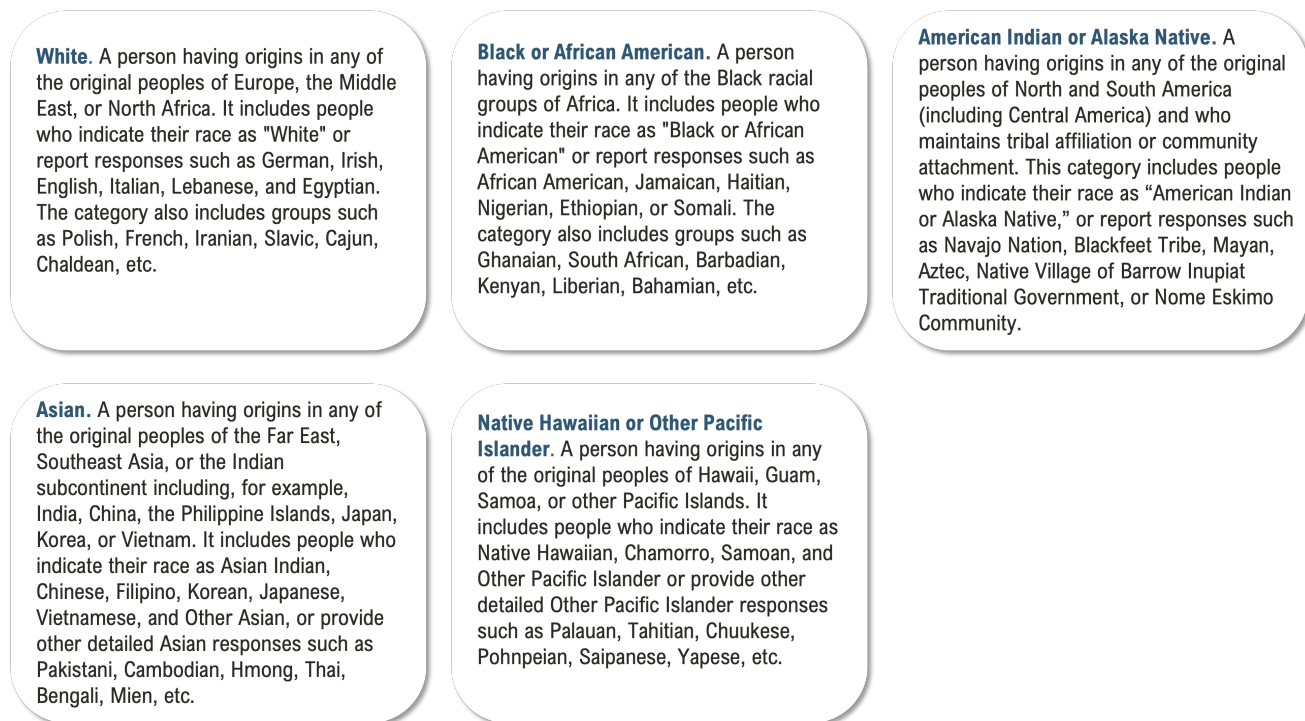 White. A person having origins in any of
the original peoples of Europe, the Middle
East, or North Africa. It includes people
who indicate their race as "White" or
report responses such as German, Irish,
English, Italian, Lebanese, and Egyptian.
The category also includes groups such
as Polish, French, Iranian, Slavic, Cajun,
Chaldean, etc.
Black or African American. A person
having origins in any of the Black racial
groups of Africa. It includes people who
indicate their race as "Black or African
American" or report responses such as
African American, Jamaican, Haitian,
Nigerian, Ethiopian, or Somali. The
category also includes groups such as
Ghanaian, South African, Barbadian,
Kenyan, Liberian, Bahamian, etc.
American Indian or Alaska Native. A
person having origins in any of the original
peoples of North and South America
(including Central America) and who
maintains tribal affiliation or community
attachment. This category includes people
who indicate their race as “American Indian
or Alaska Native,” or report responses such
as Navajo Nation, Blackfeet Tribe, Mayan,
Aztec, Native Village of Barrow Inupiat
Traditional Government, or Nome Eskimo
Community.
Asian. A person having origins in any of
the original peoples of the Far East,
Southeast Asia, or the Indian
subcontinent including, for example,
India, China, the Philippine Islands, Japan,
Korea, or Vietnam. It includes people who
indicate their race as Asian Indian,
Chinese, Filipino, Korean, Japanese,
Vietnamese, and Other Asian, or provide
other detailed Asian responses such as
Pakistani, Cambodian, Hmong, Thai,
Bengali, Mien, etc.
Native Hawaiian or Other Pacific
Islander. A person having origins in any
of the original peoples of Hawaii, Guam,
Samoa, or other Pacific Islands. It
includes people who indicate their race as
Native Hawaiian, Chamorro, Samoan, and
Other Pacific Islander or provide other
detailed Other Pacific Islander responses
such as Palauan, Tahitian, Chuukese,
Pohnpeian, Saipanese, Yapese, etc.